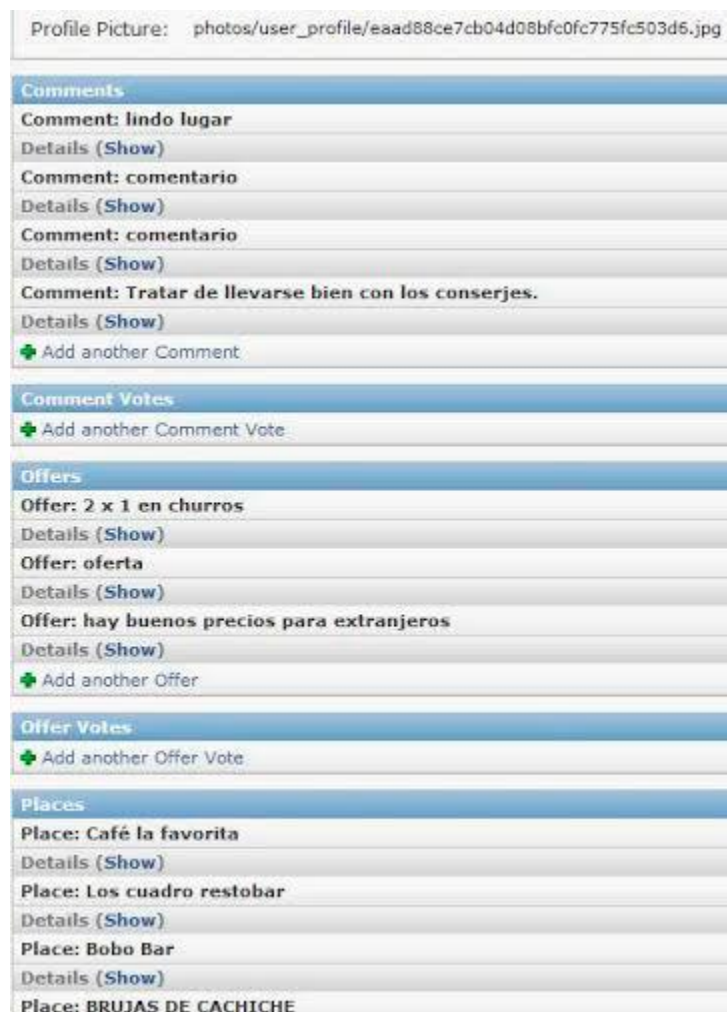 Profile Picture: photos/user_profile/eaad88ce7cb04d08bfc0fc775fc503d6.jpg
Comments
Comment: lindo lugar
Details (Show)
Comment: comentario
Details (Show)
Comment: comentario
Details (Show)
Comment: Tratar de llevarse bien con los conserjes.
Details (Show)
Add another Comment
Comment Votes
Add another Comment Vote
Offers
Offer: 2 x 1 en churros
Details (Show)
Offer: oferta
Details (Show)
Offer: hay buenos precios para extranjeros
Details (Show)
Add another Offer
Offer Votes
Add another Offer Vote
Places
Place: Café la favorita
Details (Show)
Place: Los cuadro restobar
Details (Show)
Place: Bobo Bar
Details (Show)
Place: BRUJAS DE CACHICHE